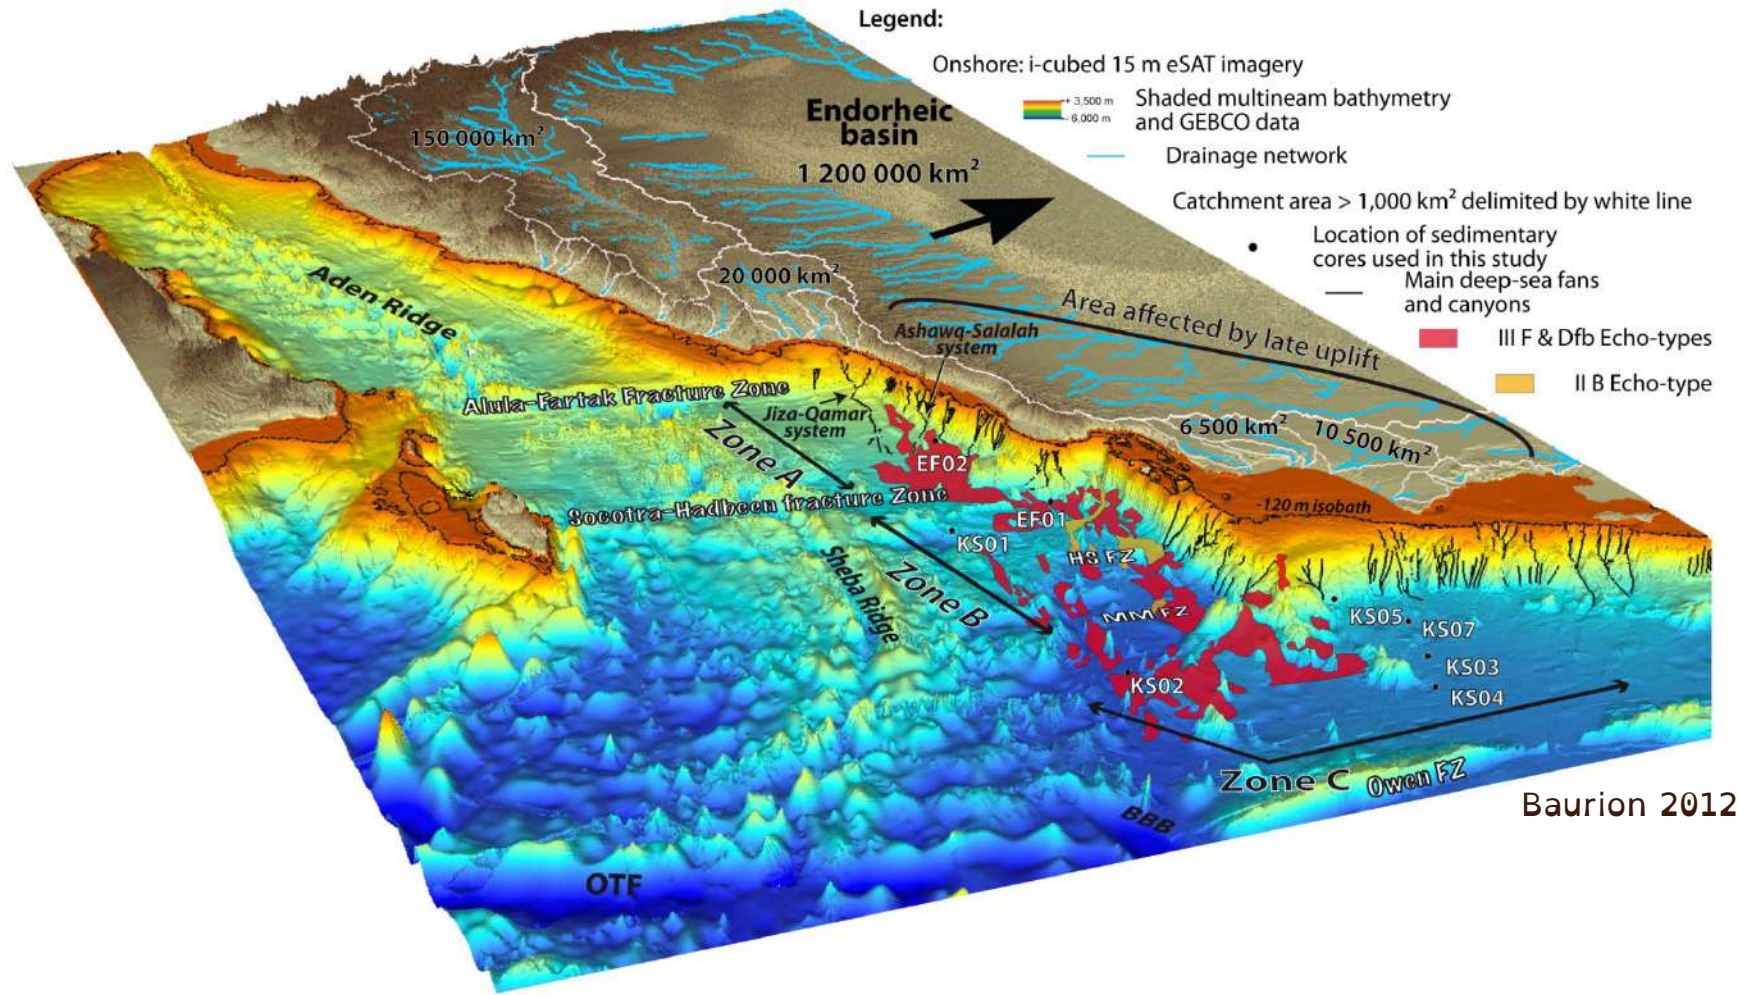 Legend:
Onshore: i-cubed 15 m eSAT imagery
+ 3,500 m
- 6,000 m
Shaded multineam bathymetry
and GEBCO data
Drainage network
Catchment area > 1,000 km² delimited by white line
Location of sedimentary
cores used in this study
Main deep-sea fans
and canyons
III F & Dfb Echo-types
II B Echo-type
Endorheic
basin
1 200 000 km²
150 000 km²
20 000 km²
Aden Ridge
Area affected by late uplift
Ashawq-Salalah
system
Alula-Fartak Fracture Zone
Jiza-Qamar
system
Zone A
6 500 km²
10 500 km²
EF02
Socotra-Hadbeen fracture Zone
-120 m isobath
EF01
KS01
HS FZ
Sheba Ridge
Zone B
MM FZ
KS05
KS07
KS03
KS02
KS04
Zone C
Owen FZ
BBB
OTF
Baurion 2012